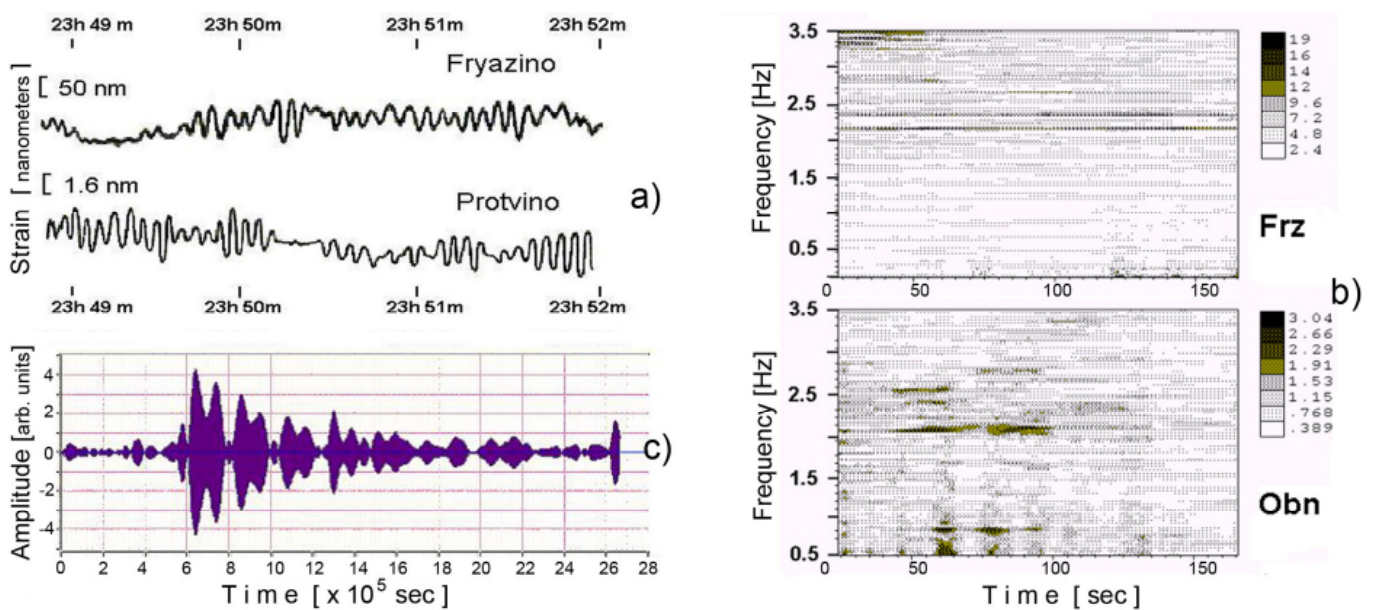 23h 49m 23h 50m 23h 51m 23h 52m
Fryazino
[ 50 nm
[ 1.6 nm
Protvino
a)
Strain [nanometers]
23h 49 m 23h 50m 23h 51m 23h 52m
Amplitude [arb. units]
4
2
0
-2
-4
c)
0 2 4 6 8 10 12 14 16 18 20 22 24 26 28
Time [ x 10⁵ sec]
Frequency [Hz]
3.5
2.5
1.5
0.5
0 50 100 150
19
16
14
12
9.6
7.2
4.8
2.4
Frz
b)
Frequency [Hz]
3.5
2.5
1.5
0.5
0 50 100 150
Time [ sec]
3.04
2.66
2.29
1.91
1.53
1.15
.768
.389
Obn